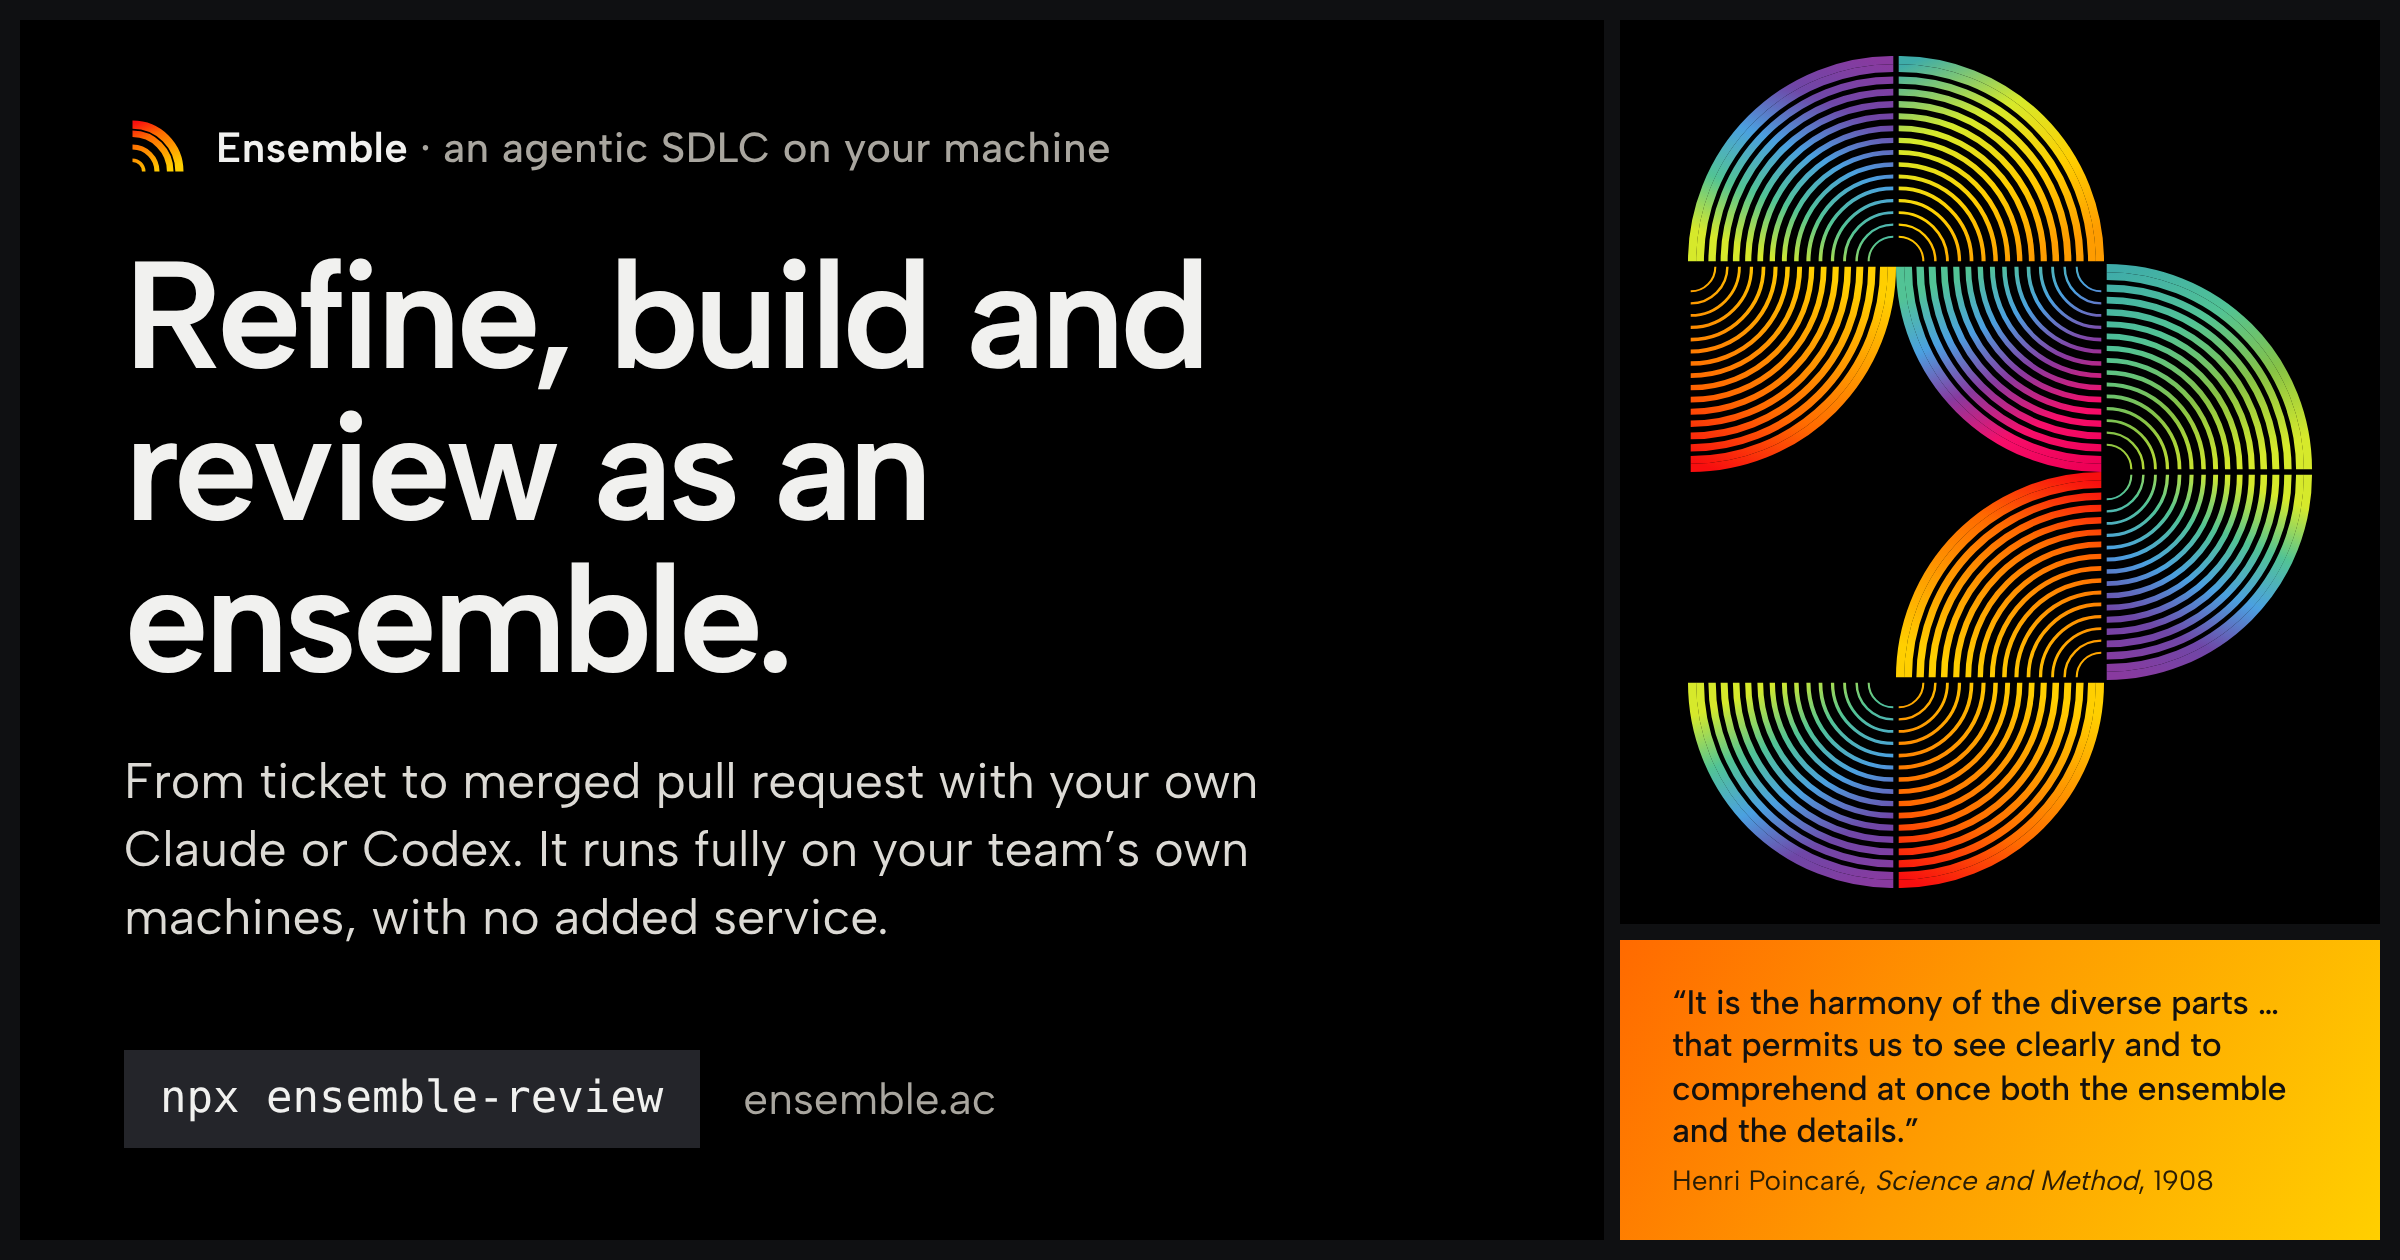 Ensemble · an agentic SDLC on your machine
Refine, build and
review as an
ensemble.
From ticket to merged pull request with your own
Claude or Codex. It runs fully on your team’s own
machines, with no added service.
npx ensemble-review
ensemble.ac
“It is the harmony of the diverse parts …
that permits us to see clearly and to
comprehend at once both the ensemble
and the details.”
Henri Poincaré, Science and Method, 1908